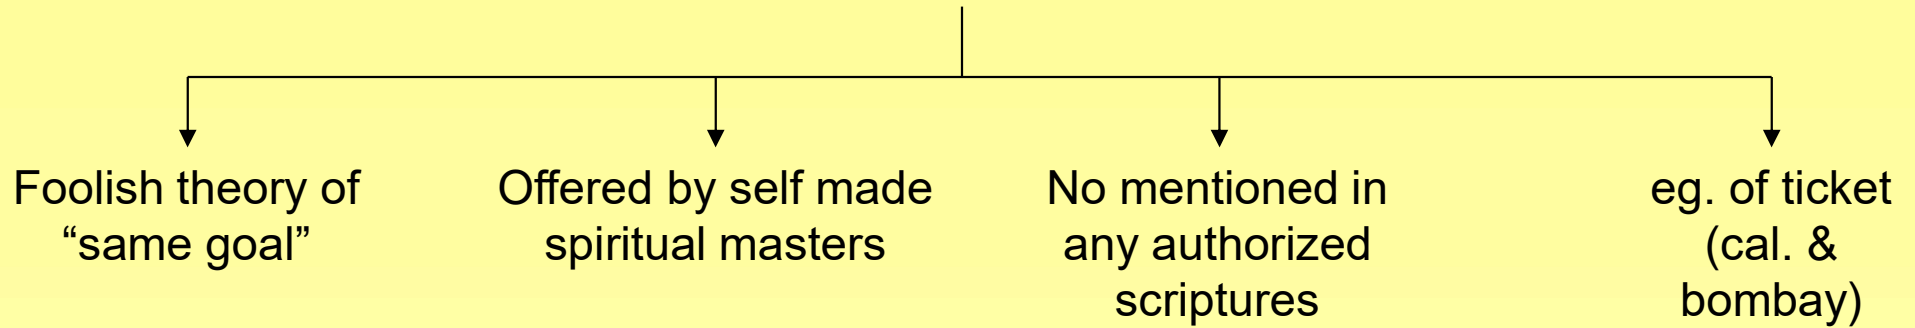 Foolish theory of
“same goal”
Offered by self made
spiritual masters
No mentioned in
any authorized
scriptures
eg. of ticket
(cal. &
bombay)